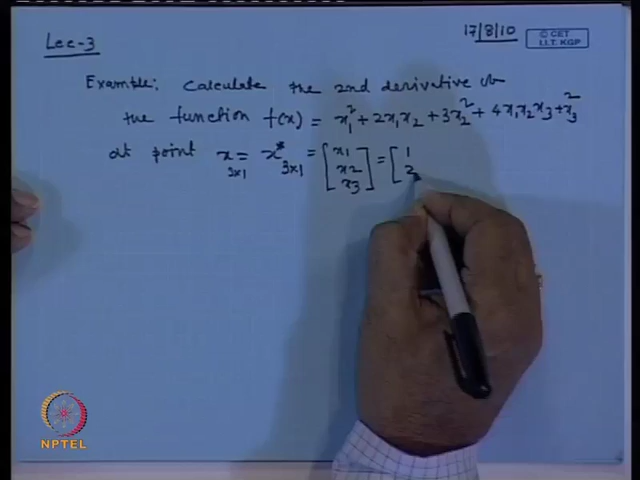 Lec-3
17/8/10
© CET
I.I.T. KGP
Example: Calculate the 2nd derivative of
the function f(x) = x₁² + 2x₁x₂ + 3x₂² + 4x₁x₂x₃ + x₃²
at point x = x* = [x1 = [1
3x1 3x1 x2 2
x3]
NPTEL